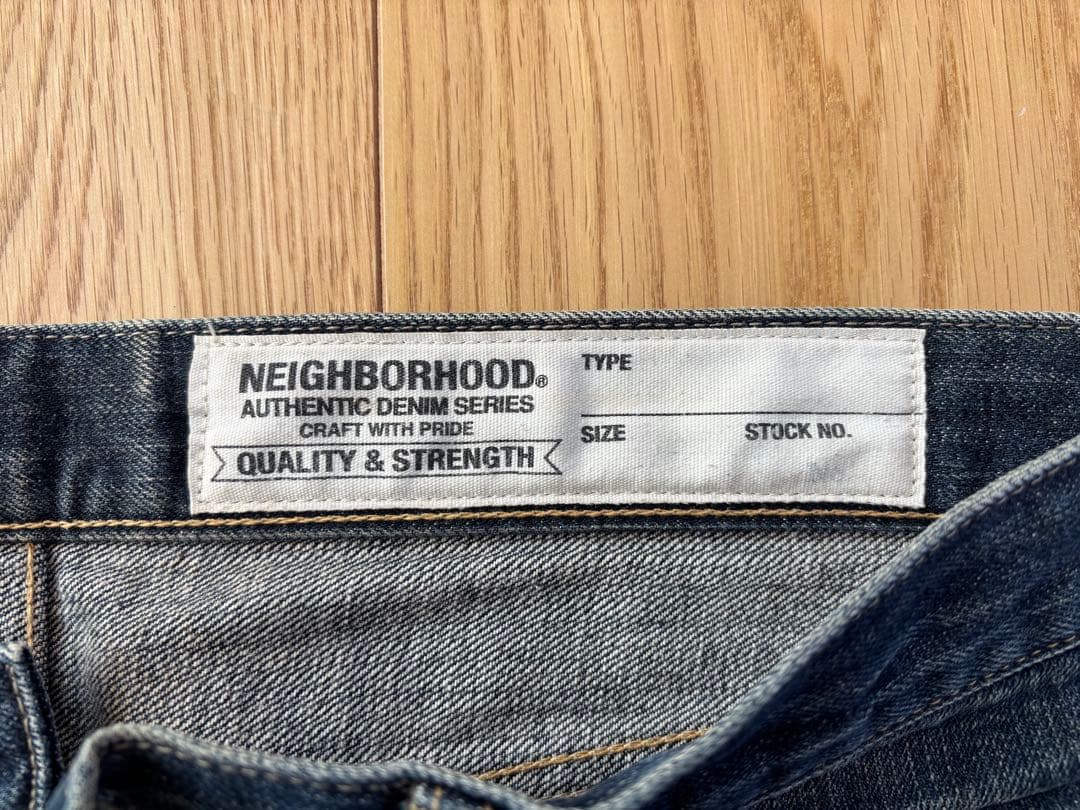 NEIGHBORHOOD®
AUTHENTIC DENIM SERIES
CRAFT WITH PRIDE
QUALITY & STRENGTH
TYPE
SIZE STOCK NO.